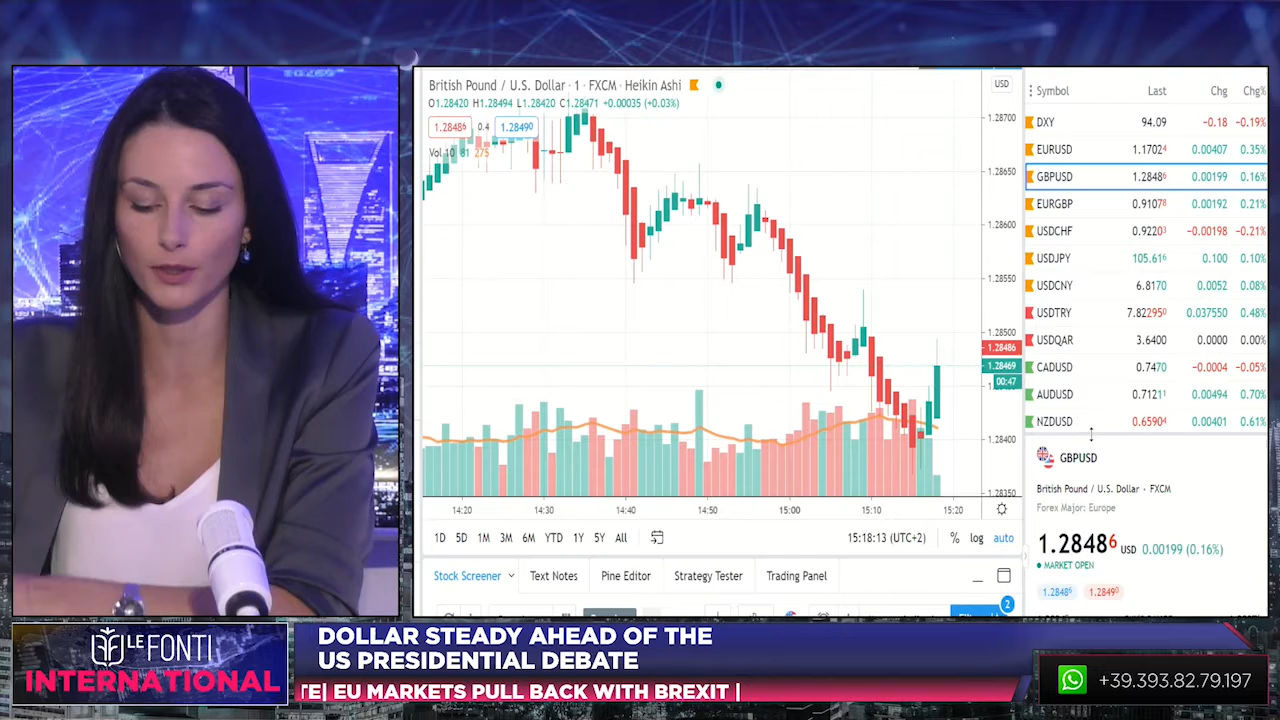 British Pound / U.S. Dollar · 1 · FXCM · Heikin Ashi
O1.28420 H1.28494 L1.28420 C1.28471 +0.00035 (+0.03%)
1.28486 0.4 1.28490
Vol 10 81 275
USD
1.28700
1.28650
1.28600
1.28550
1.28500
1.28486
1.28469
00:47
1.28400
1.28350
14:20 14:30 14:40 14:50 15:00 15:10 15:20
1D 5D 1M 3M 6M YTD 1Y 5Y All
15:18:13 (UTC+2) % log auto
Stock Screener Text Notes Pine Editor Strategy Tester Trading Panel
2
Symbol Last Chg Chg%
DXY 94.09 −0.18 −0.19%
EURUSD 1.17024 0.00407 0.35%
GBPUSD 1.28486 0.00199 0.16%
EURGBP 0.91078 0.00192 0.21%
USDCHF 0.92203 −0.00198 −0.21%
USDJPY 105.616 0.100 0.10%
USDCNY 6.8170 0.0052 0.08%
USDTRY 7.822950 0.037550 0.48%
USDQAR 3.6400 0.0000 0.00%
CADUSD 0.7470 −0.0004 −0.05%
AUDUSD 0.71211 0.00494 0.70%
NZDUSD 0.65904 0.00401 0.61%
GBPUSD
British Pound / U.S. Dollar · FXCM
Forex Major: Europe
1.28486 USD 0.00199 (0.16%)
MARKET OPEN
1.28486 1.28490
LE FONTI
INTERNATIONAL
DOLLAR STEADY AHEAD OF THE
US PRESIDENTIAL DEBATE
TE| EU MARKETS PULL BACK WITH BREXIT |
+39.393.82.79.197